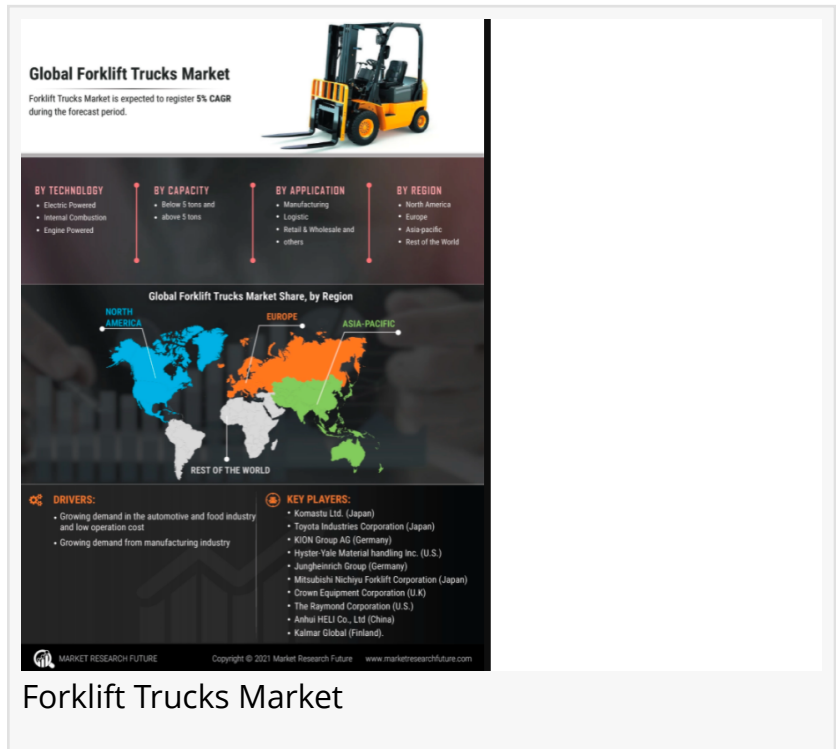 Global Forklift Trucks Market
Forklift Trucks Market is expected to register 5% CAGR
during the forecast period.
BY TECHNOLOGY
• Electric Powered
• Internal Combustion
• Engine Powered
BY CAPACITY
• Below 5 tons and
• above 5 tons
BY APPLICATION
• Manufacturing
• Logistic
• Retail & Wholesale and
• others
BY REGION
• North America
• Europe
• Asia-pacific
• Rest of the World
Global Forklift Trucks Market Share, by Region
NORTH
AMERICA
EUROPE
ASIA-PACIFIC
REST OF THE WORLD
DRIVERS:
• Growing demand in the automotive and food industry
and low operation cost
• Growing demand from manufacturing industry
KEY PLAYERS:
• Komastu Ltd. (Japan)
• Toyota Industries Corporation (Japan)
• KION Group AG (Germany)
• Hyster-Yale Material handling Inc. (U.S.)
• Jungheinrich Group (Germany)
• Mitsubishi Nichiyu Forklift Corporation (Japan)
• Crown Equipment Corporation (U.K)
• The Raymond Corporation (U.S.)
• Anhui HELI Co., Ltd (China)
• Kalmar Global (Finland).
MARKET RESEARCH FUTURE
Copyright © 2021 Market Research Future
www.marketresearchfuture.com
Forklift Trucks Market